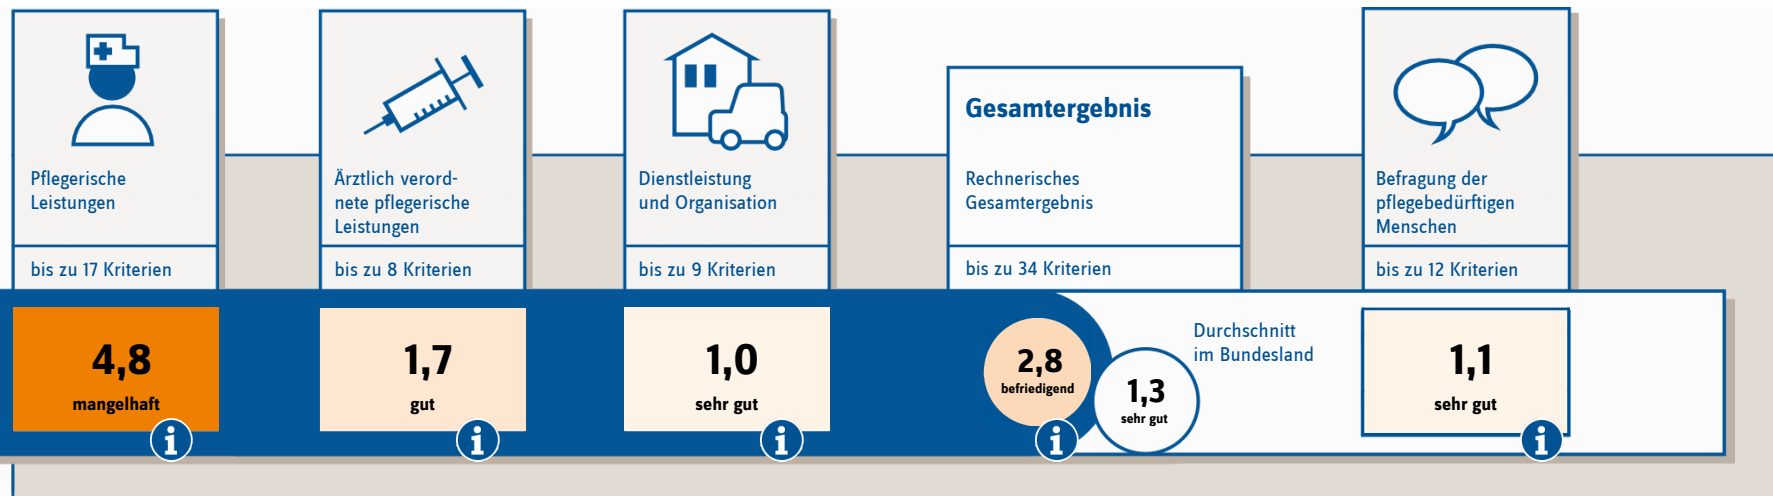 Pflegerische
Leistungen
bis zu 17 Kriterien
4,8
mangelhaft
i
Ärztlich verord-
nete pflegerische
Leistungen
bis zu 8 Kriterien
1,7
gut
i
Dienstleistung
und Organisation
bis zu 9 Kriterien
1,0
sehr gut
i
Gesamtergebnis
Rechnerisches
Gesamtergebnis
bis zu 34 Kriterien
2,8
befriedigend
i
1,3
sehr gut
Durchschnitt
im Bundesland
Befragung der
pflegebedürftigen
Menschen
bis zu 12 Kriterien
1,1
sehr gut
i